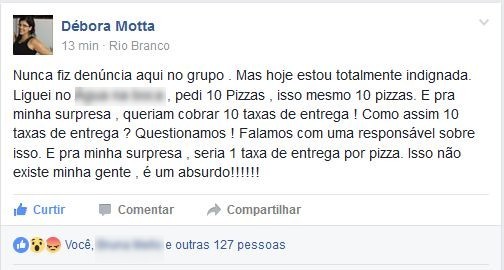 Débora Motta
13 min · Rio Branco
Nunca fiz denúncia aqui no grupo . Mas hoje estou totalmente indignada.
Liguei no , pedi 10 Pizzas , isso mesmo 10 pizzas. E pra
minha surpresa , queriam cobrar 10 taxas de entrega ! Como assim 10
taxas de entrega ? Questionamos ! Falamos com uma responsável sobre
isso. E pra minha surpresa , seria 1 taxa de entrega por pizza. Isso não
existe minha gente , é um absurdo!!!!!!
Curtir Comentar Compartilhar
Você, e outras 127 pessoas